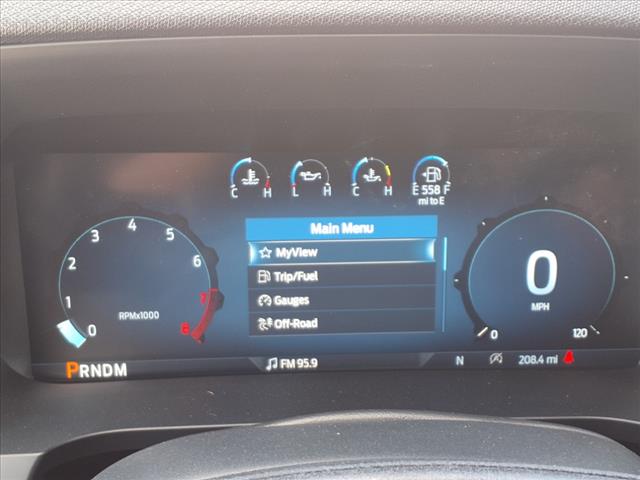 C H L H C H E 558 F
mi to E
Main Menu
MyView
Trip/Fuel
Gauges
Off-Road
0 1 2 3 4 5 6 7 8
RPMx1000
0
MPH
0 120
PRNDM
FM 95.9
N
208.4 mi